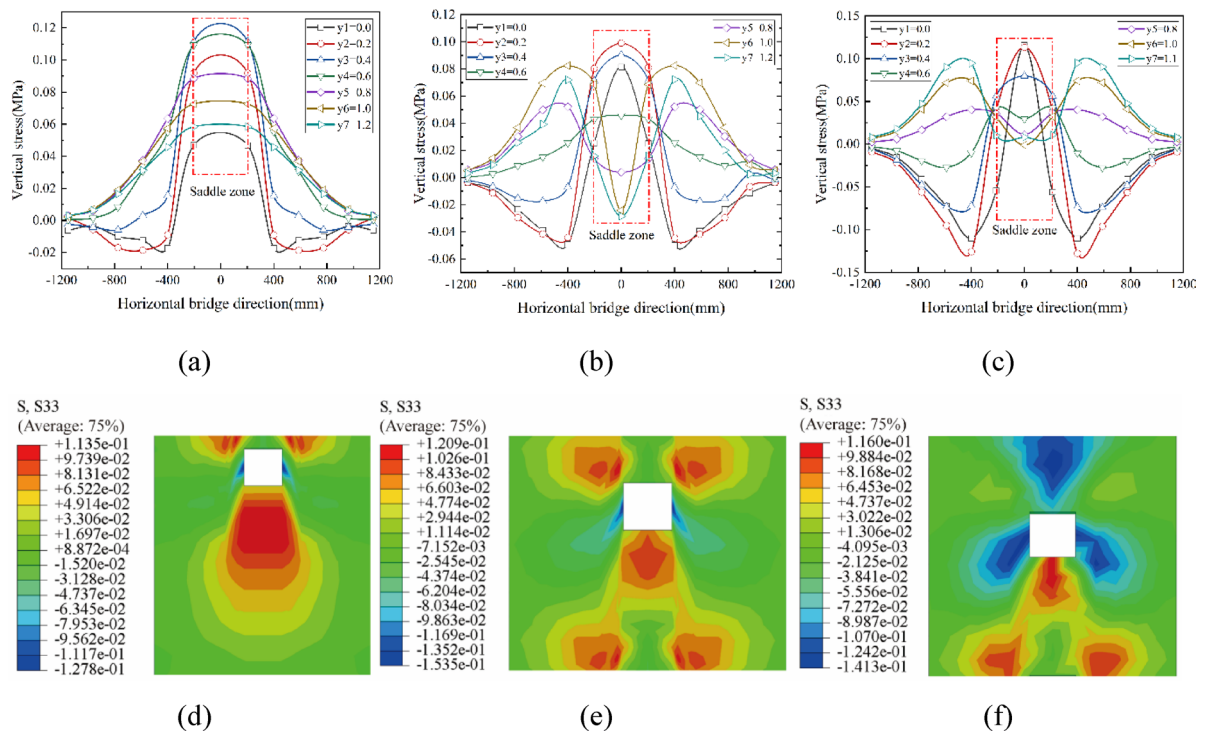 (a)
Vertical stress(MPa)
0.12
0.10
0.08
0.06
0.04
0.02
0.00
-0.02
-1200 -800 -400 0 400 800 1200
Horizontal bridge direction(mm)
y1=0.0
y2=0.2
y3=0.4
y4=0.6
y5 0.8
y6=1.0
y7 1.2
Saddle zone
(a)
(b)
Vertical stress(MPa)
0.12
0.10
0.08
0.06
0.04
0.02
0.00
-0.02
-0.04
-0.06
-1200 -800 -400 0 400 800 1200
Horizontal bridge direction(mm)
y1=0.0
y2=0.2
y3=0.4
y4=0.6
y5 0.8
y6 1.0
y7 1.2
Saddle zone
(b)
(c)
Vertical stress(MPa)
0.15
0.10
0.05
0.00
-0.05
-0.10
-0.15
-1200 -800 -400 0 400 800 1200
Horizontal bridge direction(mm)
y1=0.0
y2=0.2
y3=0.4
y4=0.6
y5=0.8
y6=1.0
y7=1.1
Saddle zone
(c)
S, S33
(Average: 75%)
+1.135e-01
+9.739e-02
+8.131e-02
+6.522e-02
+4.914e-02
+3.306e-02
+1.697e-02
+8.872e-04
-1.520e-02
-3.128e-02
-4.737e-02
-6.345e-02
-7.953e-02
-9.562e-02
-1.117e-01
-1.278e-01
(d)
S, S33
(Average: 75%)
+1.209e-01
+1.026e-01
+8.433e-02
+6.603e-02
+4.774e-02
+2.944e-02
+1.114e-02
-7.152e-03
-2.545e-02
-4.374e-02
-6.204e-02
-8.034e-02
-9.863e-02
-1.169e-01
-1.352e-01
-1.535e-01
(e)
S, S33
(Average: 75%)
+1.160e-01
+9.884e-02
+8.168e-02
+6.453e-02
+4.737e-02
+3.022e-02
+1.306e-02
-4.095e-03
-2.125e-02
-3.841e-02
-5.556e-02
-7.272e-02
-8.987e-02
-1.070e-01
-1.242e-01
-1.413e-01
(f)